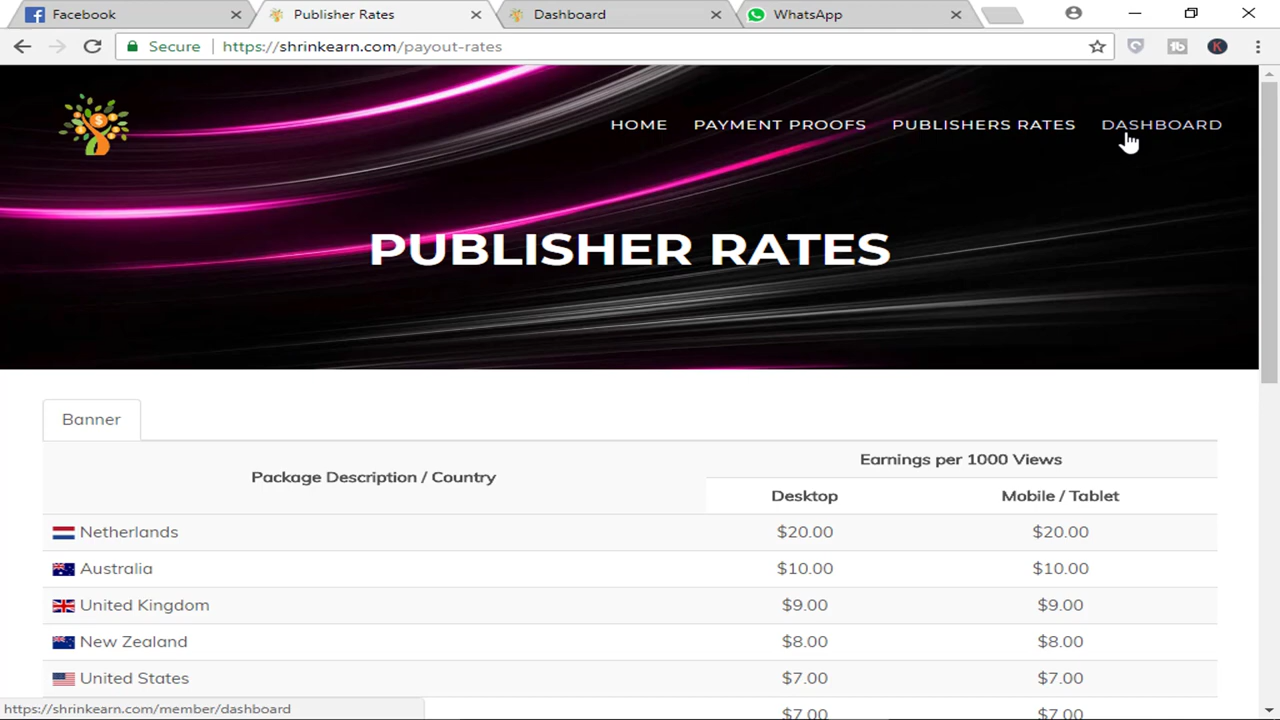 Facebook
Publisher Rates
Dashboard
WhatsApp
Secure
https://shrinkearn.com/payout-rates
K
HOME
PAYMENT PROOFS
PUBLISHERS RATES
DASHBOARD
PUBLISHER RATES
Banner
Package Description / Country
Earnings per 1000 Views
Desktop
Mobile / Tablet
Netherlands $20.00 $20.00
Australia $10.00 $10.00
United Kingdom $9.00 $9.00
New Zealand $8.00 $8.00
United States $7.00 $7.00
$7.00 $7.00
https://shrinkearn.com/member/dashboard